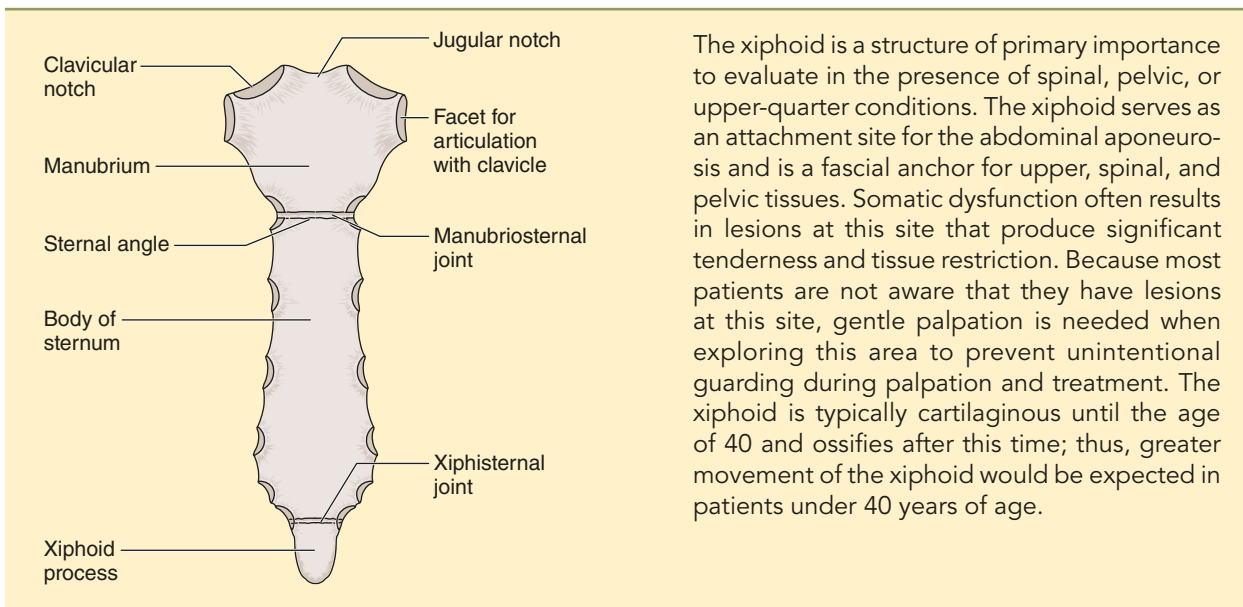 Clavicular
notch
Manubrium
Sternal angle
Body of
sternum
Xiphoid
process
Jugular notch
Facet for
articulation
with clavicle
Manubriosternal
joint
Xiphisternal
joint
The xiphoid is a structure of primary importance
to evaluate in the presence of spinal, pelvic, or
upper-quarter conditions. The xiphoid serves as
an attachment site for the abdominal aponeuro-
sis and is a fascial anchor for upper, spinal, and
pelvic tissues. Somatic dysfunction often results
in lesions at this site that produce significant
tenderness and tissue restriction. Because most
patients are not aware that they have lesions
at this site, gentle palpation is needed when
exploring this area to prevent unintentional
guarding during palpation and treatment. The
xiphoid is typically cartilaginous until the age
of 40 and ossifies after this time; thus, greater
movement of the xiphoid would be expected in
patients under 40 years of age.